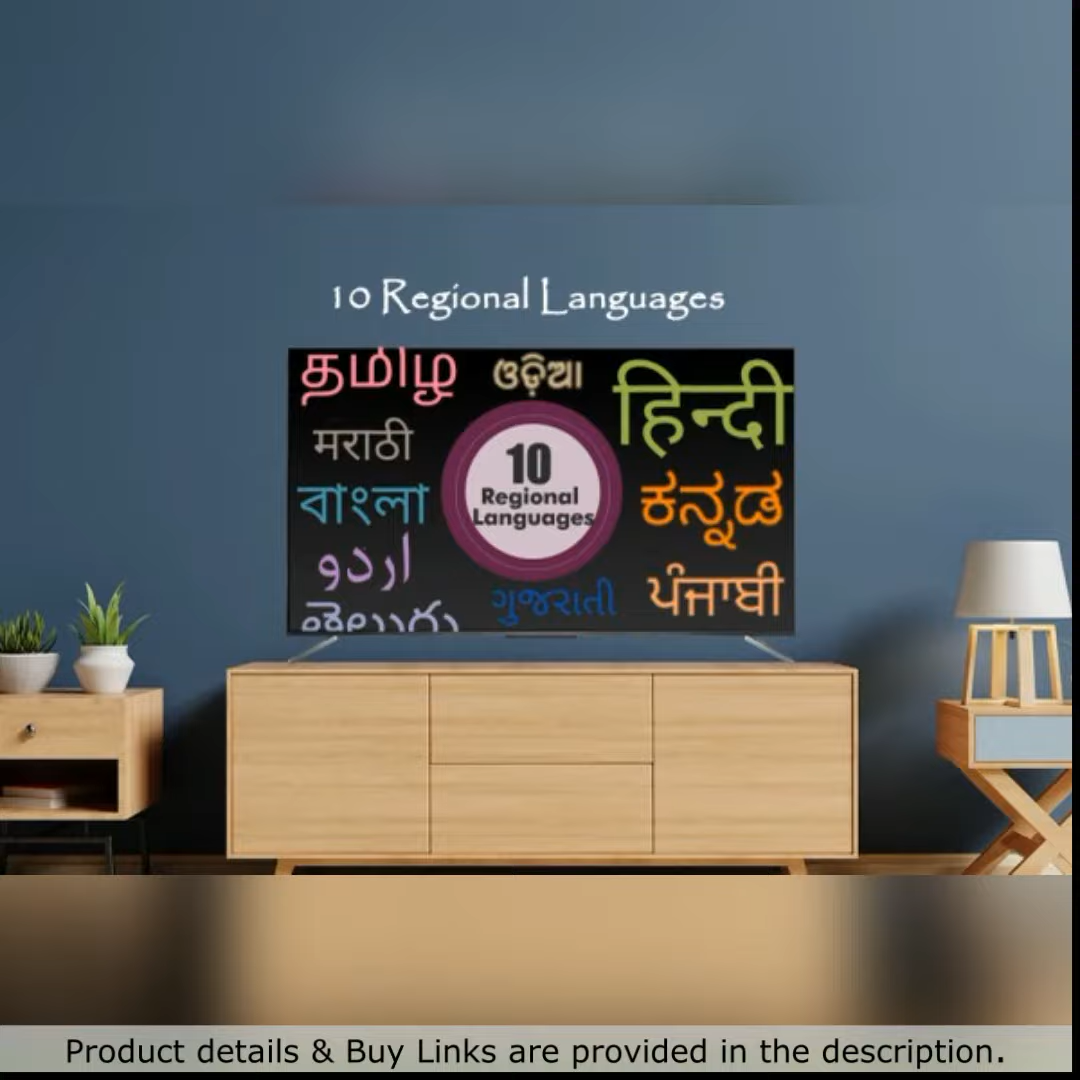 10 Regional Languages
தமிழ்
ଓଡ଼ିଆ
हिन्दी
मराठी
10
Regional
Languages
বাংলা
ಕನ್ನಡ
اردو
ਪੰਜਾਬੀ
ગુજરાતી
తెలుగు
Product details & Buy Links are provided in the description.